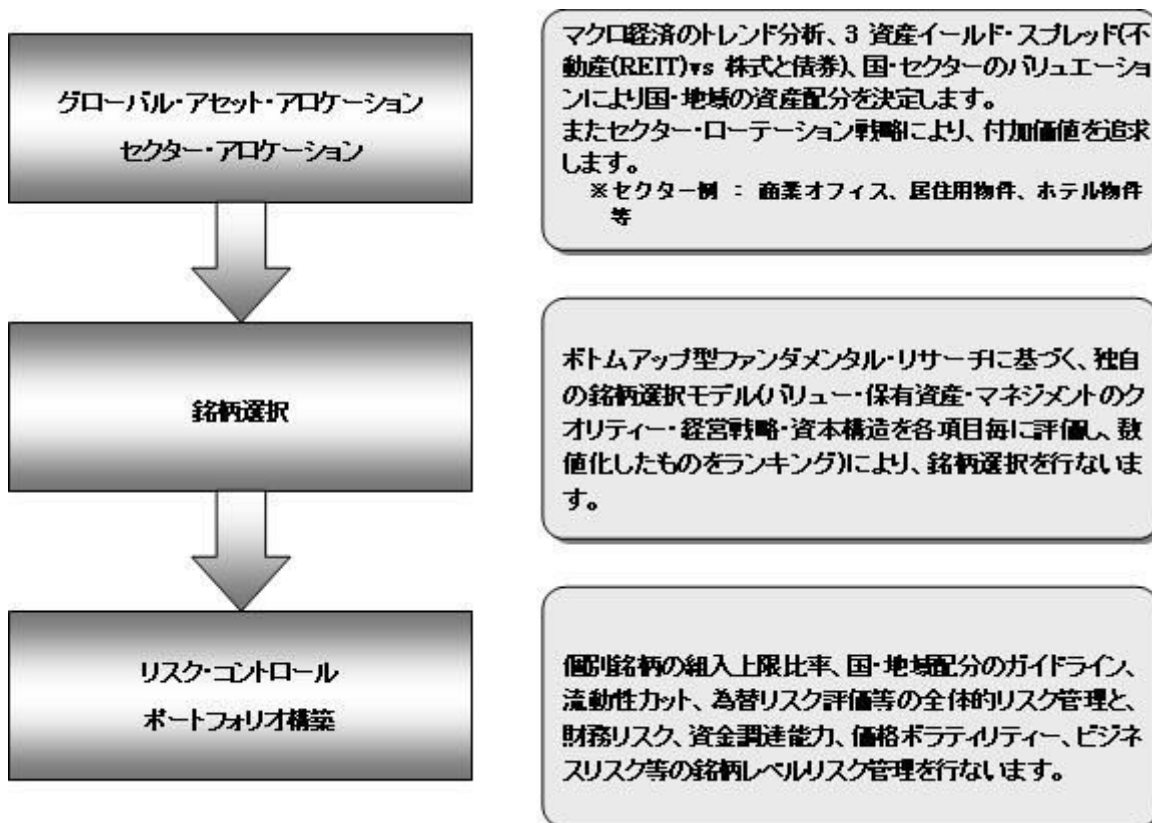 グローバル・アセット・アロケーション
セクター・アロケーション
マクロ経済のトレンド分析、3 資産イールド・スプレッド(不
動産(REIT)vs 株式と債券)、国・セクターのバリュエーショ
ンにより国・地域の資産配分を決定します。
またセクター・ローテーション戦略により、付加価値を追求
します。
※セクター例 ： 商業オフィス、居住用物件、ホテル物件
等
銘柄選択
ボトムアップ型ファンダメンタル・リサーチに基づく、独自
の銘柄選択モデル(バリュー・保有資産・マネジメントのク
オリティー・経営戦略・資本構造を各項目毎に評価し、数
値化したものをランキング)により、銘柄選択を行ないま
す。
リスク・コントロール
ポートフォリオ構築
個別銘柄の組入上限比率、国・地域配分のガイドライン、
流動性カット、為替リスク評価等の全体的リスク管理と、
財務リスク、資金調達能力、価格ボラティリティー、ビジネ
スリスク等の銘柄レベルリスク管理を行ないます。